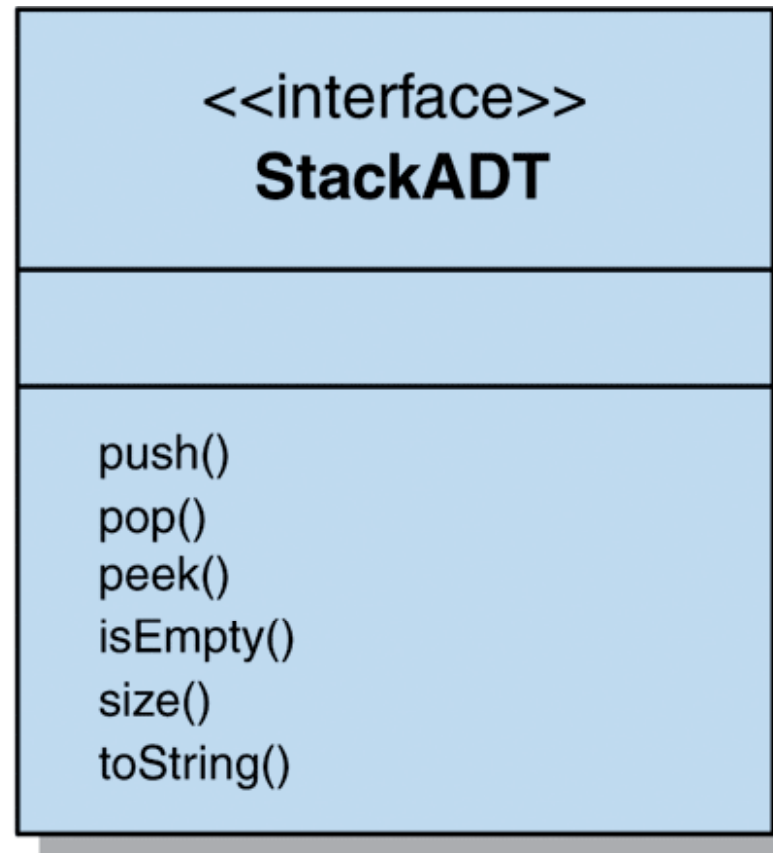 <<interface>>
StackADT
push()
pop()
peek()
isEmpty()
size()
toString()